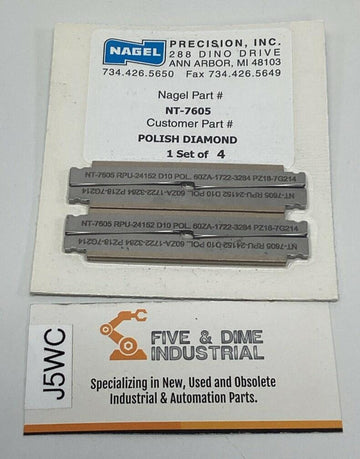 NAGEL
PRECISION, INC.
288 DINO DRIVE
ANN ARBOR, MI 48103
734.426.5650 Fax 734.426.5649
Nagel Part #
NT-7605
Customer Part #
POLISH DIAMOND
1 Set of 4
NT-7605 RPU-24152 D10 POL. 60ZA-1722-3284 PZ18-7G214
NT-7605 RPU-24152 D10 POL. 60ZA-1722-3284 PZ18-7G214
NT-7605 RPU-24152 D10 POL. 60ZA-1722-3284 PZ18-7G214
NT-7605 RPU-24152 D10 POL. 60ZA-1722-3284 PZ18-7G214
J5WC
FIVE & DIME
INDUSTRIAL
Specializing in New, Used and Obsolete
Industrial & Automation Parts.